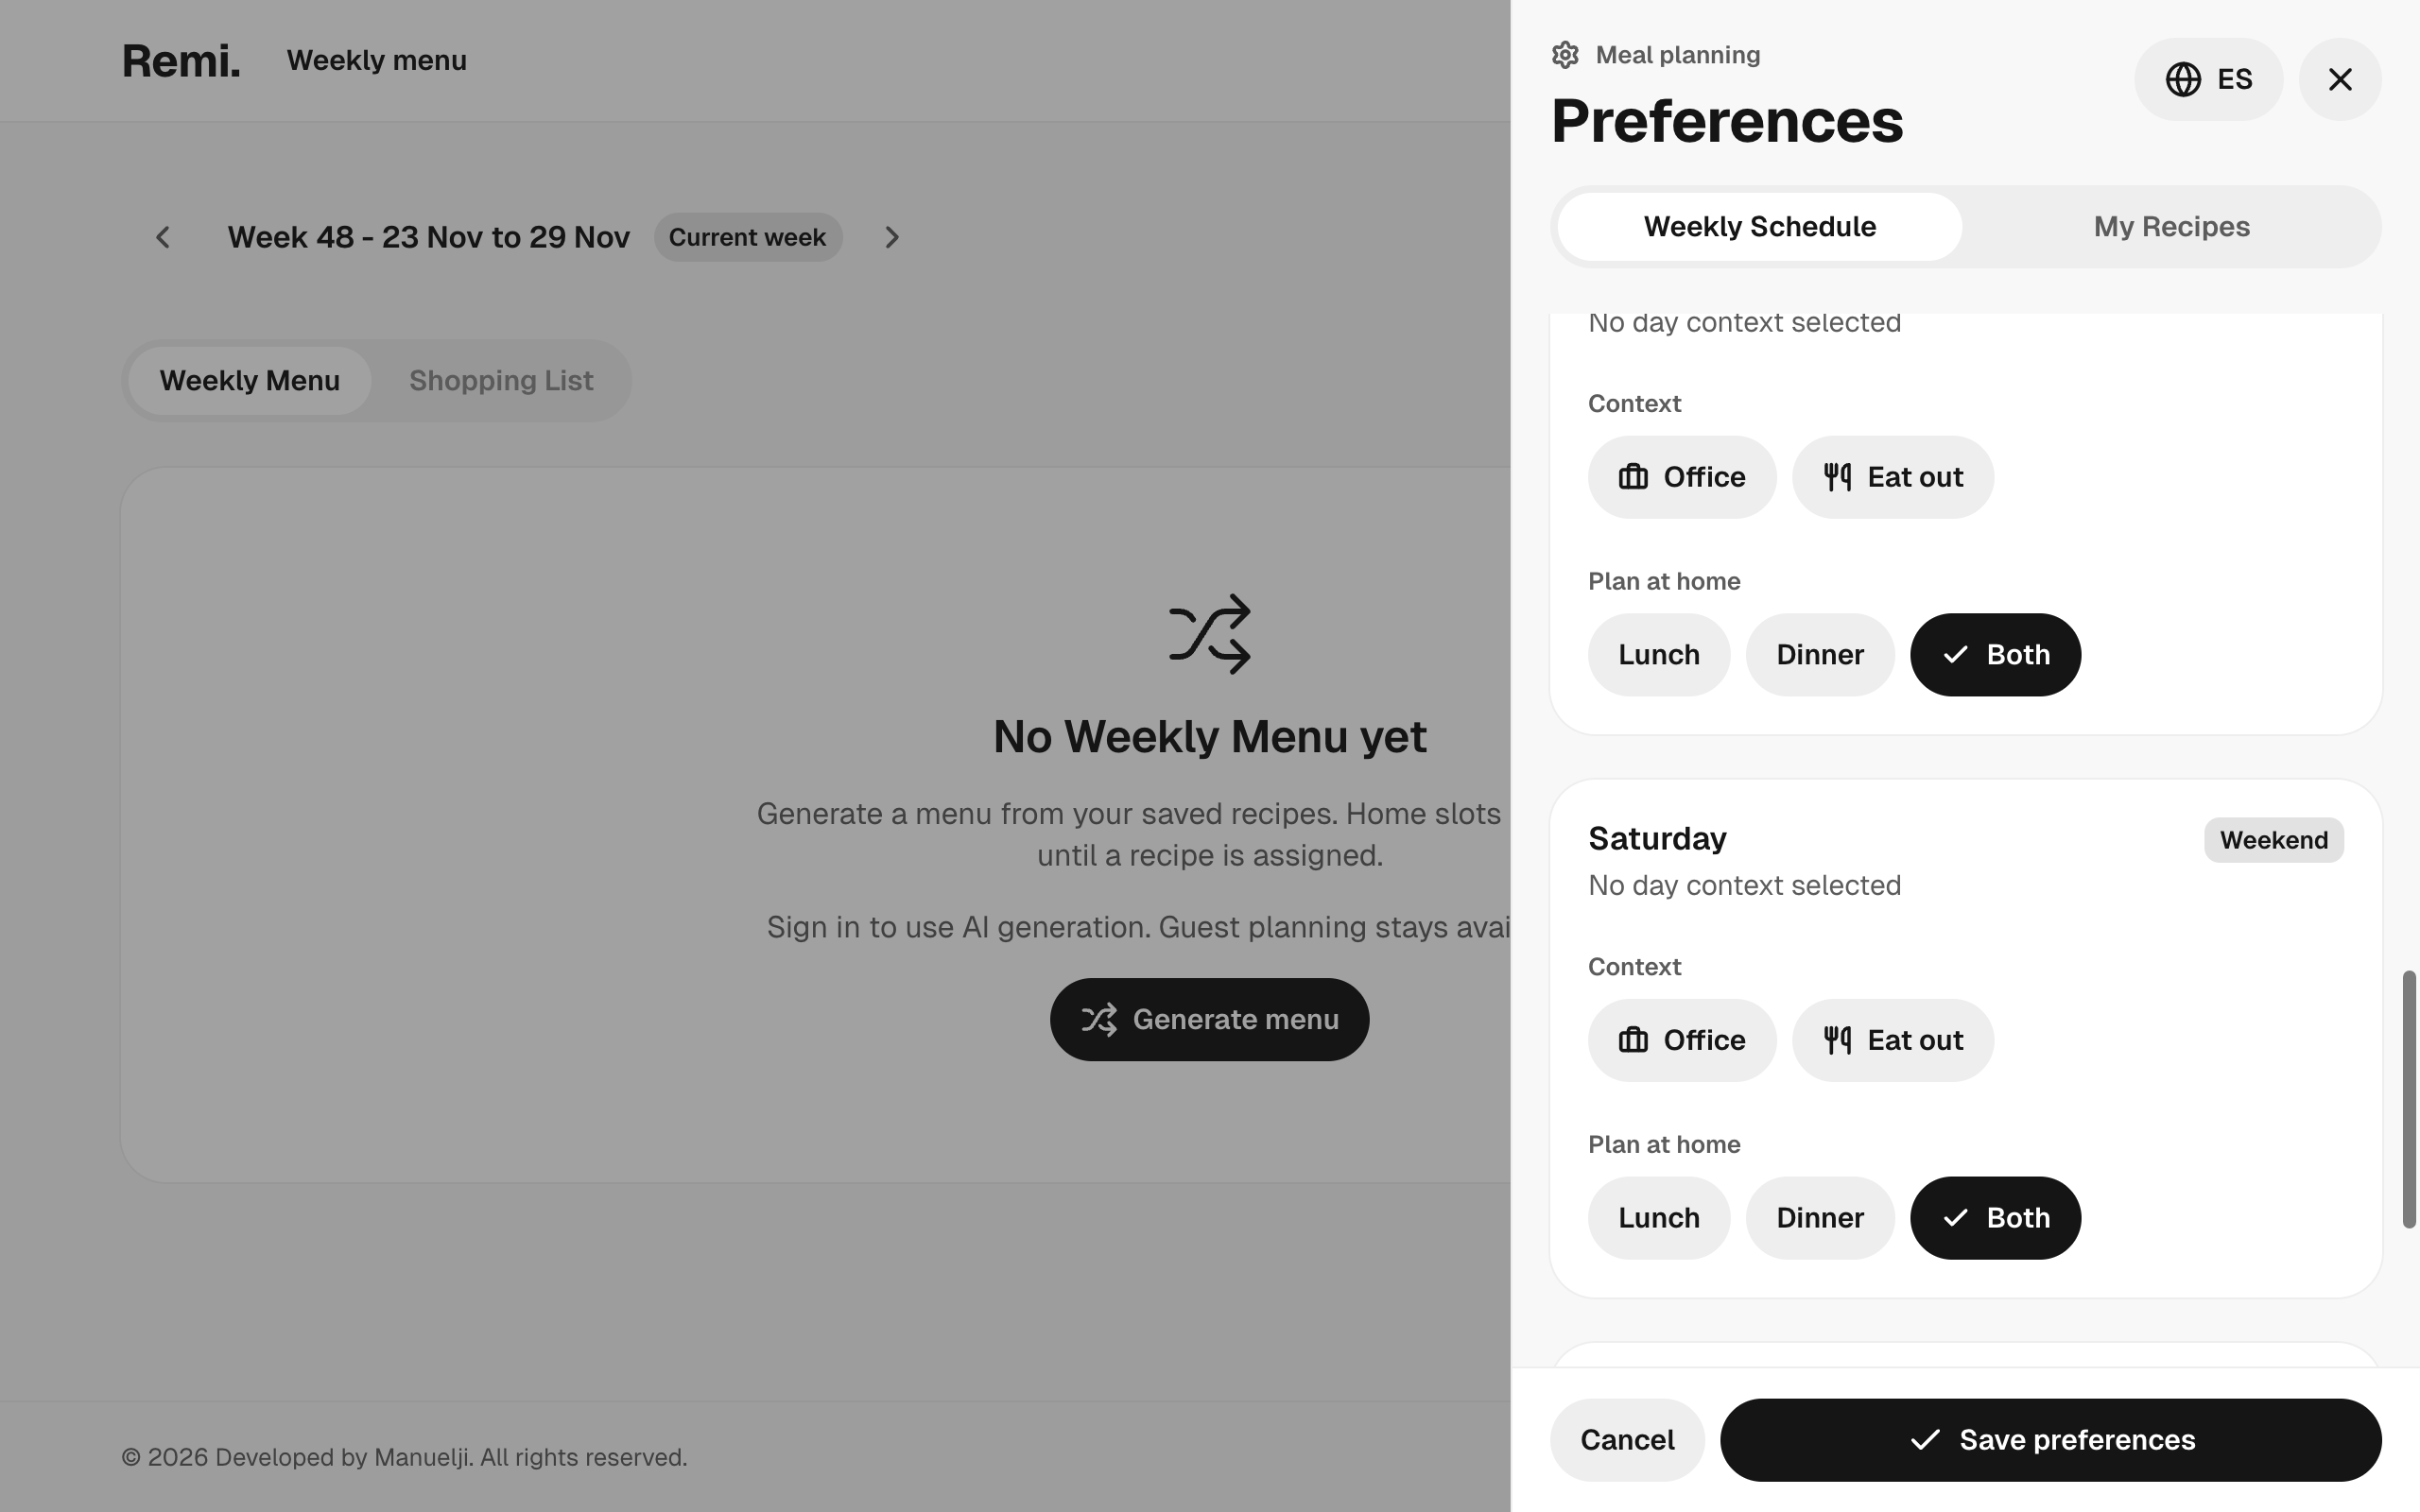 Remi.
Weekly menu
Week 48 - 23 Nov to 29 Nov
Current week
Weekly Menu
Shopping List
No Weekly Menu yet
Generate a menu from your saved recipes. Home slots
until a recipe is assigned.
Sign in to use AI generation. Guest planning stays
Generate menu
© 2026 Developed by Manuelji. All rights reserved.
Meal planning
Preferences
ES
Weekly Schedule
My Recipes
No day context selected
Context
Office
Eat out
Plan at home
Lunch
Dinner
Both
Saturday
Weekend
No day context selected
Context
Office
Eat out
Plan at home
Lunch
Dinner
Both
Cancel
Save preferences